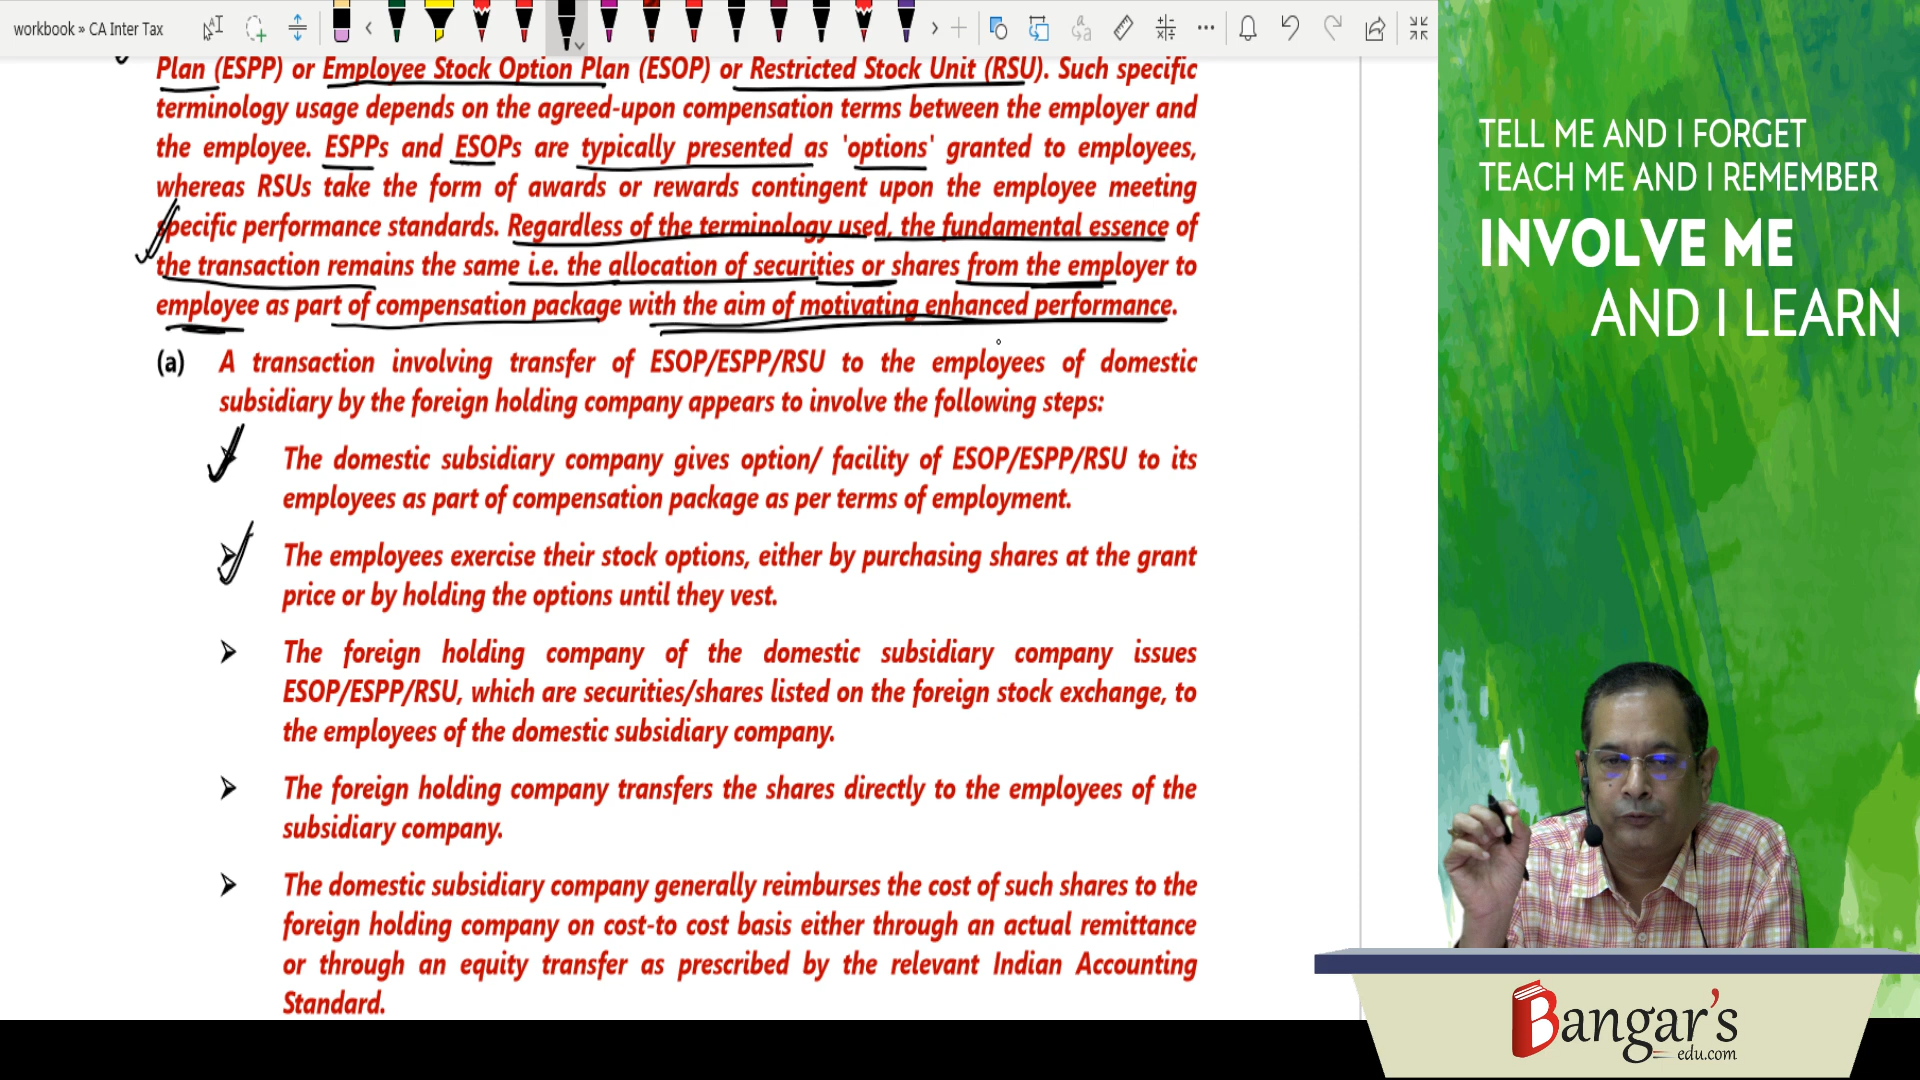 workbook » CA Inter Tax
Plan (ESPP) or Employee Stock Option Plan (ESOP) or Restricted Stock Unit (RSU). Such specific
terminology usage depends on the agreed-upon compensation terms between the employer and
the employee. ESPPs and ESOPs are typically presented as 'options' granted to employees,
whereas RSUs take the form of awards or rewards contingent upon the employee meeting
specific performance standards. Regardless of the terminology used, the fundamental essence of
the transaction remains the same i.e. the allocation of securities or shares from the employer to
employee as part of compensation package with the aim of motivating enhanced performance.
(a) A transaction involving transfer of ESOP/ESPP/RSU to the employees of domestic
subsidiary by the foreign holding company appears to involve the following steps:
The domestic subsidiary company gives option/ facility of ESOP/ESPP/RSU to its
employees as part of compensation package as per terms of employment.
The employees exercise their stock options, either by purchasing shares at the grant
price or by holding the options until they vest.
The foreign holding company of the domestic subsidiary company issues
ESOP/ESPP/RSU, which are securities/shares listed on the foreign stock exchange, to
the employees of the domestic subsidiary company.
The foreign holding company transfers the shares directly to the employees of the
subsidiary company.
The domestic subsidiary company generally reimburses the cost of such shares to the
foreign holding company on cost-to cost basis either through an actual remittance
or through an equity transfer as prescribed by the relevant Indian Accounting
Standard.
TELL ME AND I FORGET
TEACH ME AND I REMEMBER
INVOLVE ME
AND I LEARN
Bangar's
edu.com